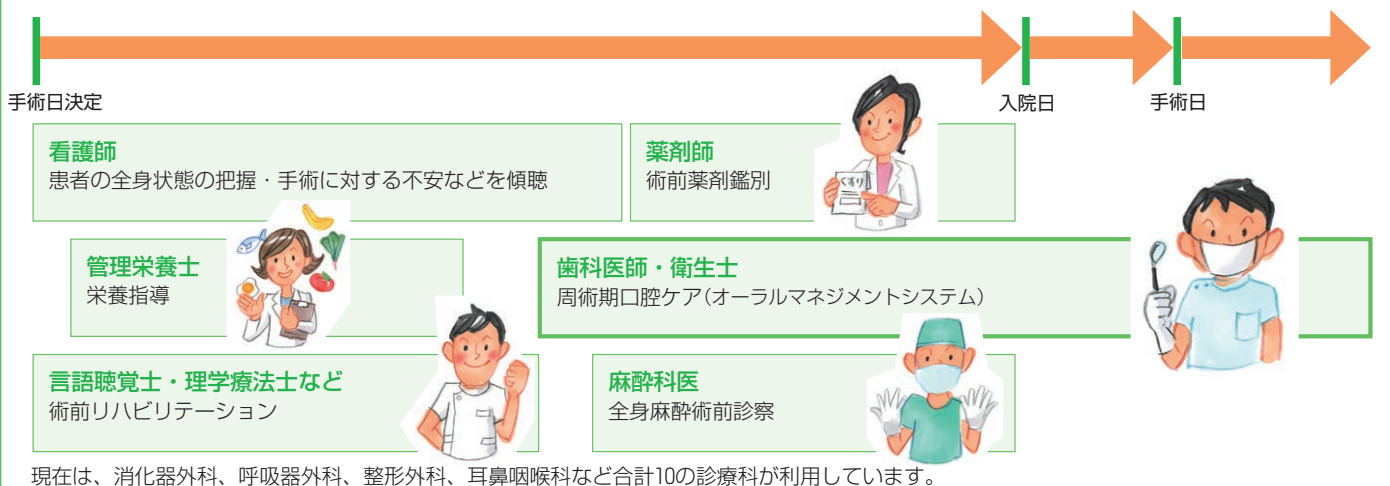 手術日決定
入院日
手術日
看護師
患者の全身状態の把握・手術に対する不安などを傾聴
薬剤師
術前薬剤鑑別
くすり
管理栄養士
栄養指導
歯科医師・衛生士
周術期口腔ケア(オーラルマネジメントシステム)
言語聴覚士・理学療法士など
術前リハビリテーション
麻酔科医
全身麻酔術前診察
現在は、消化器外科、呼吸器外科、整形外科、耳鼻咽喉科など合計10の診療科が利用しています。